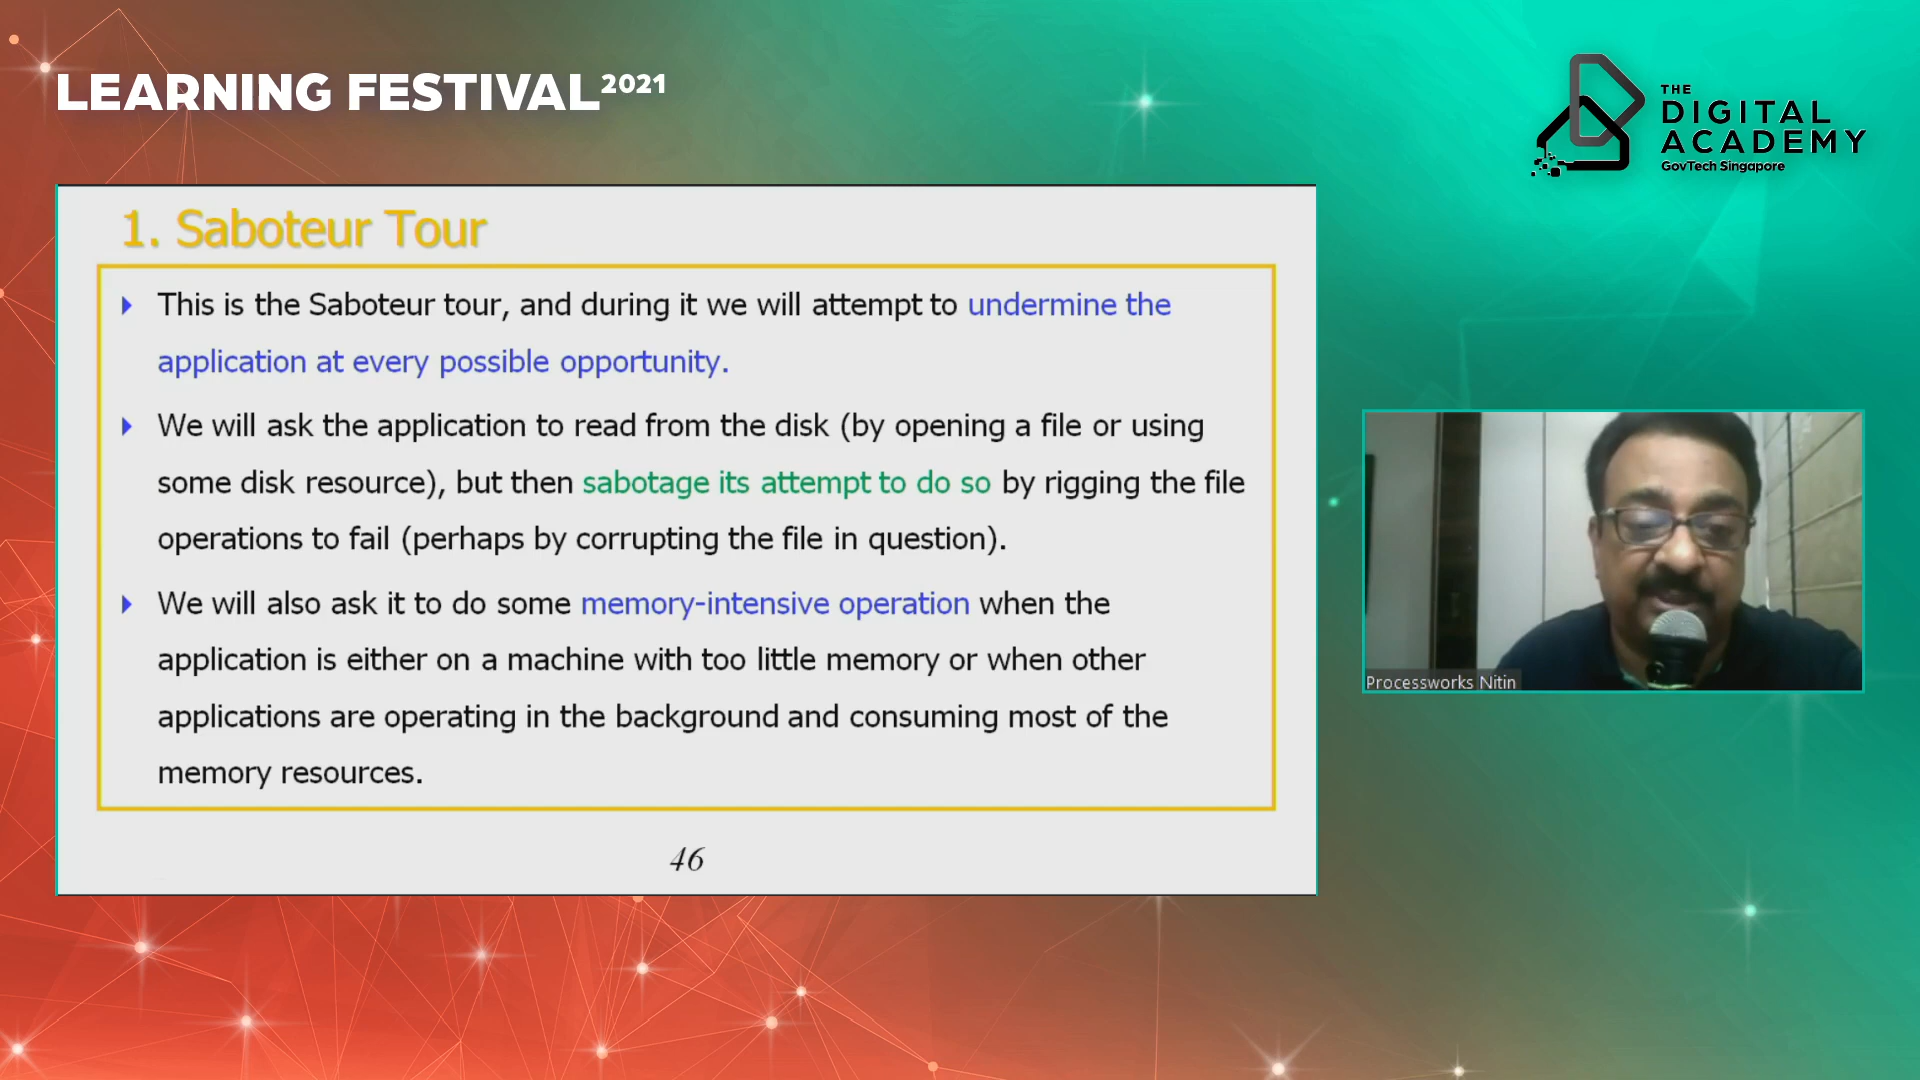 LEARNING FESTIVAL 2021
THE
DIGITAL
ACADEMY
GovTech Singapore
1. Saboteur Tour
This is the Saboteur tour, and during it we will attempt to undermine the
application at every possible opportunity.
We will ask the application to read from the disk (by opening a file or using
some disk resource), but then sabotage its attempt to do so by rigging the file
operations to fail (perhaps by corrupting the file in question).
We will also ask it to do some memory-intensive operation when the
application is either on a machine with too little memory or when other
applications are operating in the background and consuming most of the
memory resources.
46
Processworks Nitin